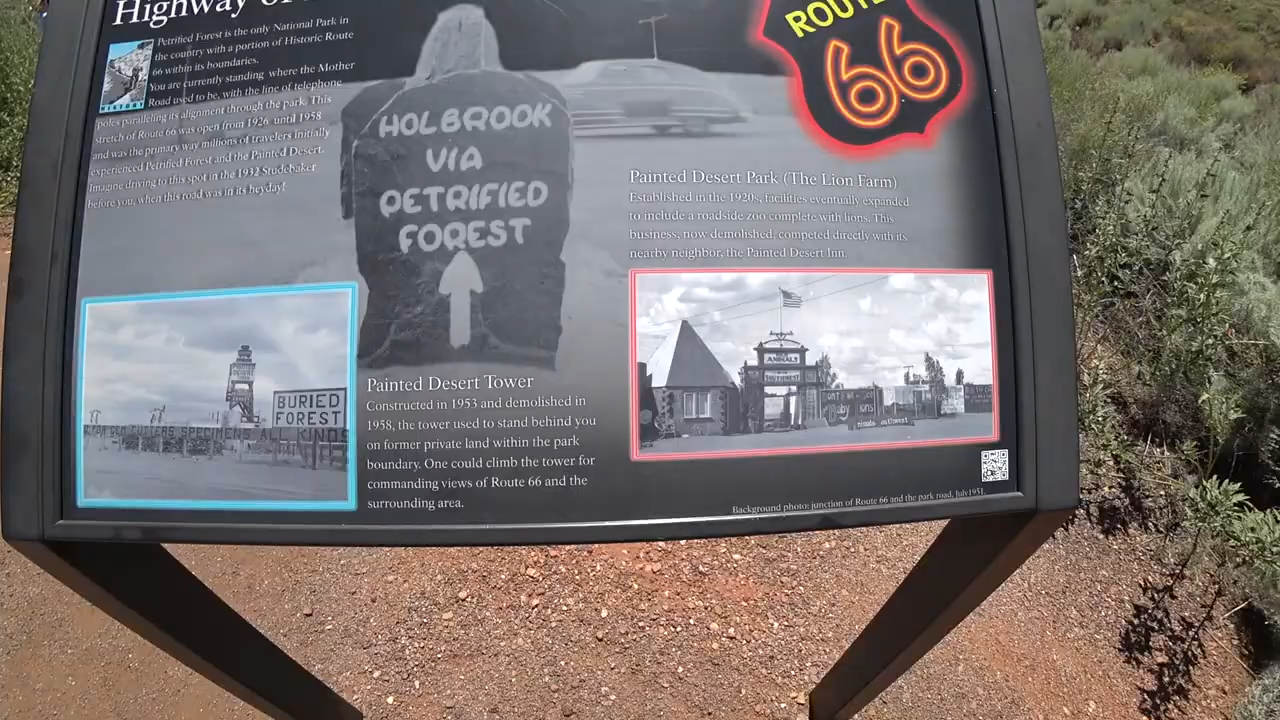 Highway of
Petrified Forest is the only National Park in
the country with a portion of Historic Route
66 within its boundaries.
You are currently standing where the Mother
Road used to be, with the line of telephone
poles paralleling its alignment through the park. This
stretch of Route 66 was open from 1926 until 1958
and was the primary way millions of travelers initially
experienced Petrified Forest and the Painted Desert.
Imagine driving to this spot in the 1932 Studebaker
before you, when this road was in its heyday!
HISTORY
HOLBROOK
VIA
PETRIFIED
FOREST
ROUTE
66
Painted Desert Park (The Lion Farm)
Established in the 1920s, facilities eventually expanded
to include a roadside zoo complete with lions. This
business, now demolished, competed directly with its
nearby neighbor, the Painted Desert Inn.
BURIED
FOREST
SPECIMENS ALL KINDS
Painted Desert Tower
Constructed in 1953 and demolished in
1958, the tower used to stand behind you
on former private land within the park
boundary. One could climb the tower for
commanding views of Route 66 and the
surrounding area.
ANIMALS
lions
Background photo: junction of Route 66 and the park road, July 1951.